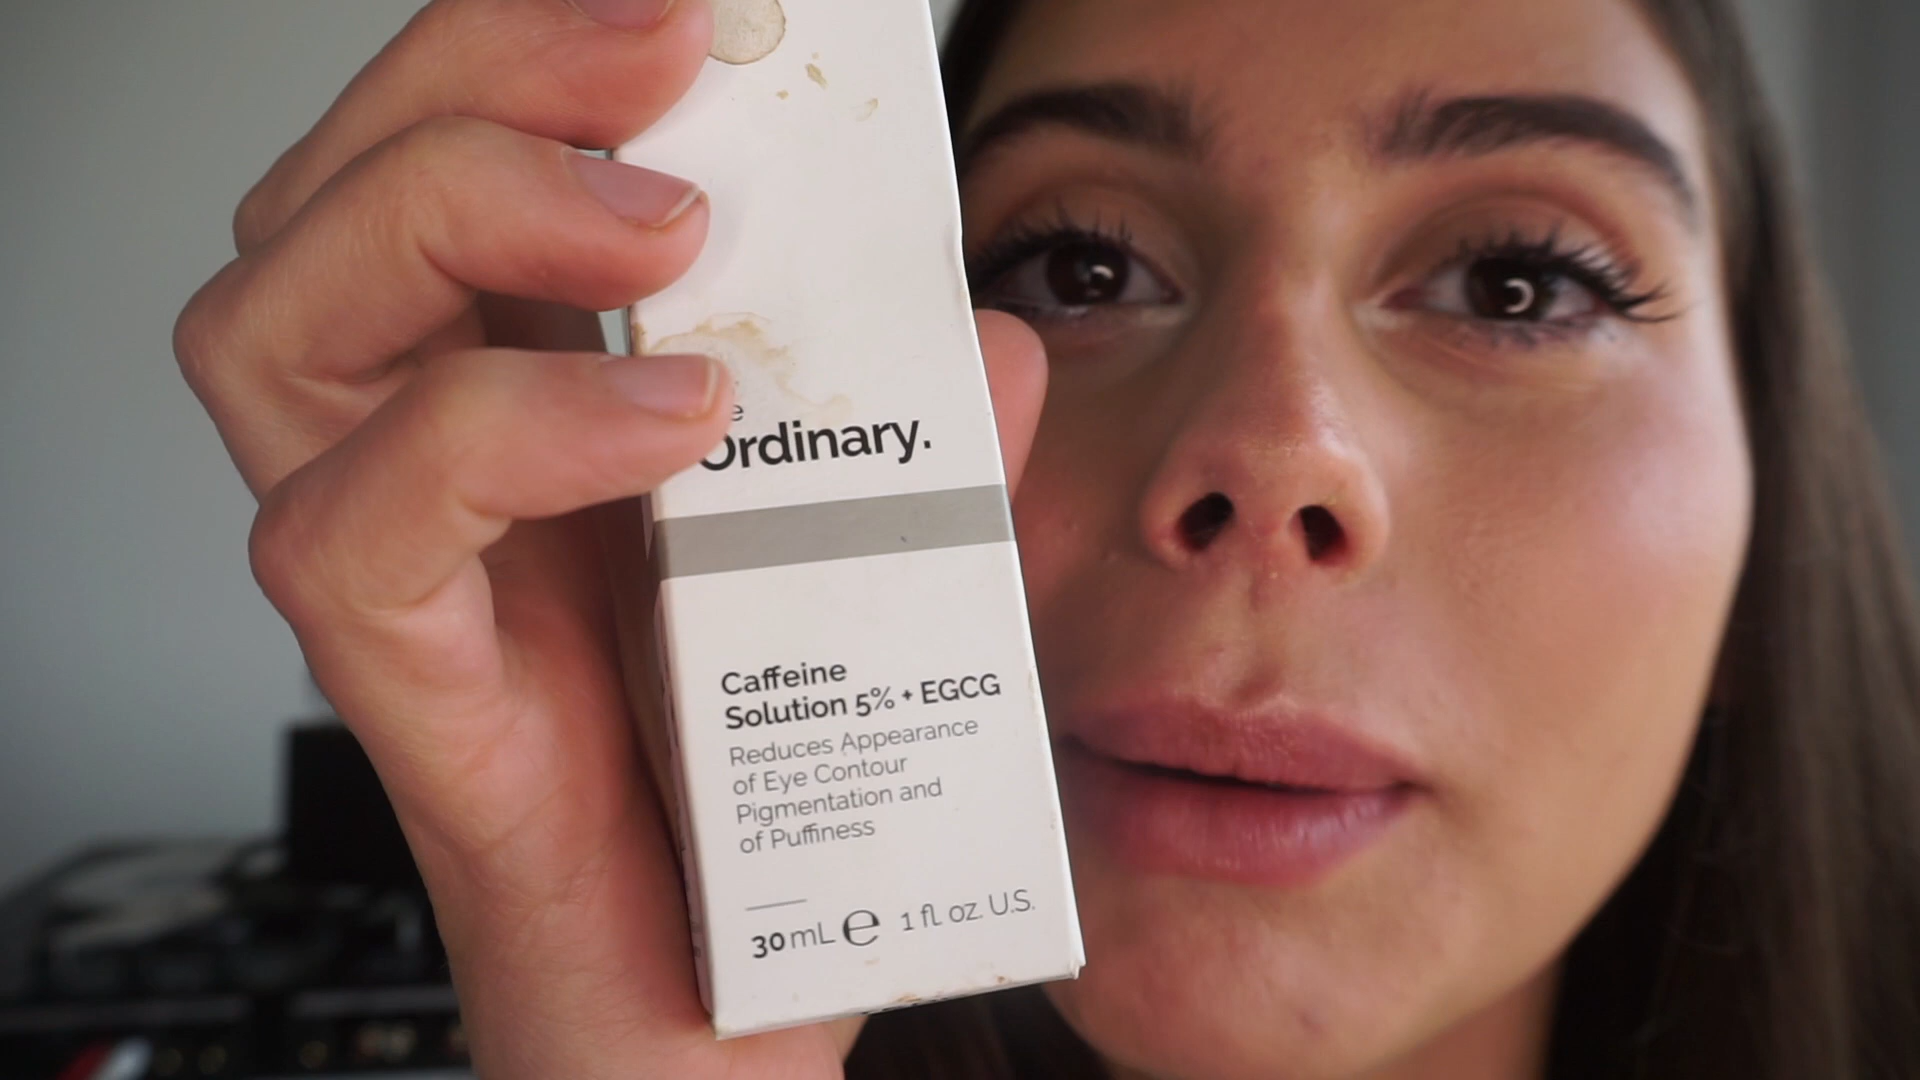 e
Ordinary.
Caffeine
Solution 5% + EGCG
Reduces Appearance
of Eye Contour
Pigmentation and
of Puffiness
30 mL ℮ 1 fl. oz. U.S.